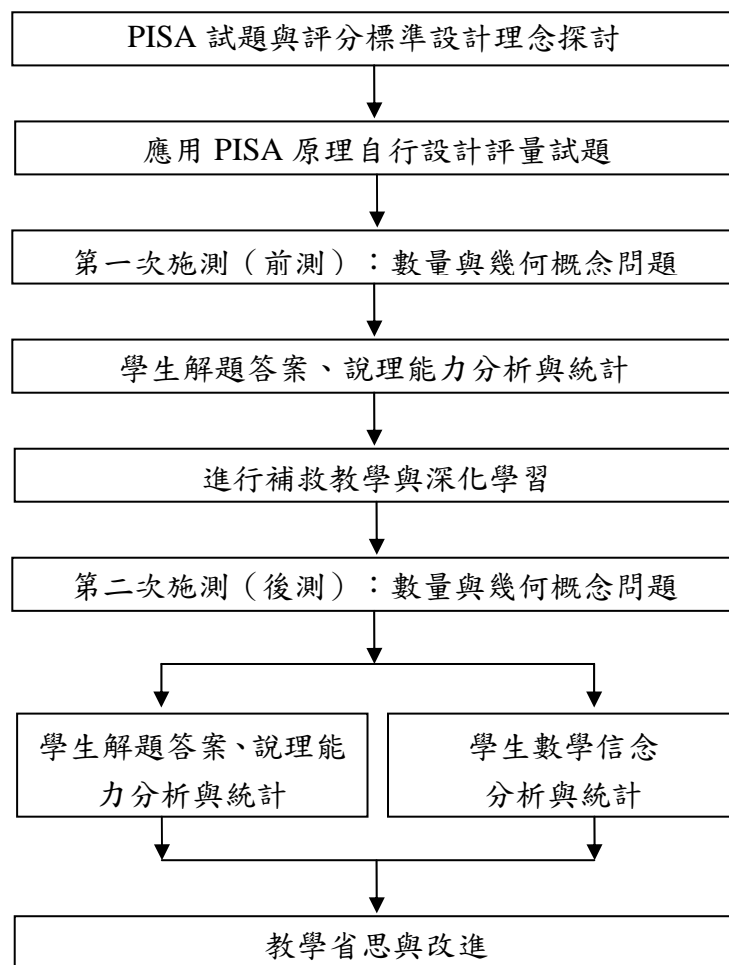 PISA 試題與評分標準設計理念探討
應用 PISA 原理自行設計評量試題
第一次施測（前測）：數量與幾何概念問題
學生解題答案、說理能力分析與統計
進行補救教學與深化學習
第二次施測（後測）：數量與幾何概念問題
學生解題答案、說理能
力分析與統計
學生數學信念
分析與統計
教學省思與改進